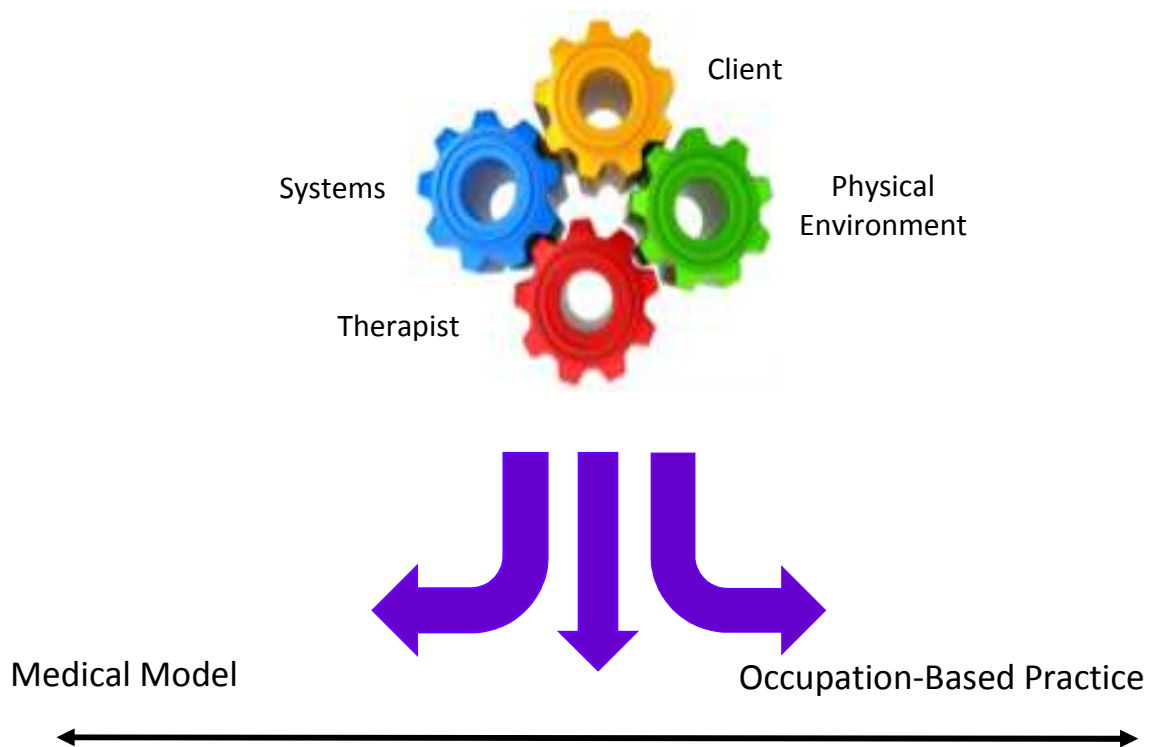 Client
Systems
Physical
Environment
Therapist
Medical Model
Occupation-Based Practice